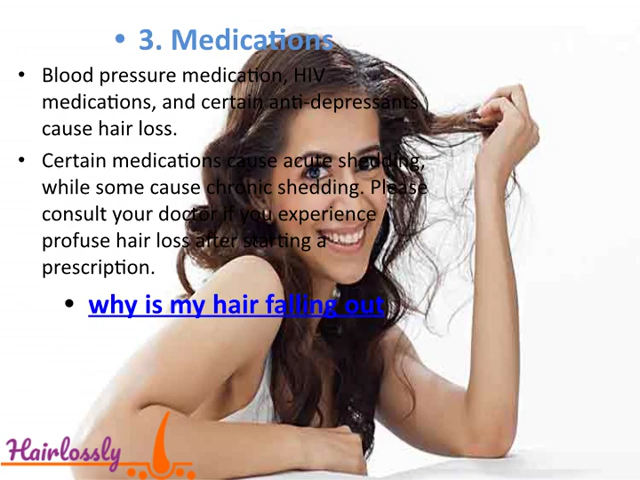 • 3. Medications
• Blood pressure medication, HIV
medications, and certain anti-depressants
cause hair loss.
• Certain medications cause acute shedding,
while some cause chronic shedding. Please
consult your doctor if you experience
profuse hair loss after starting a
prescription.
• why is my hair falling out
Hairlossly